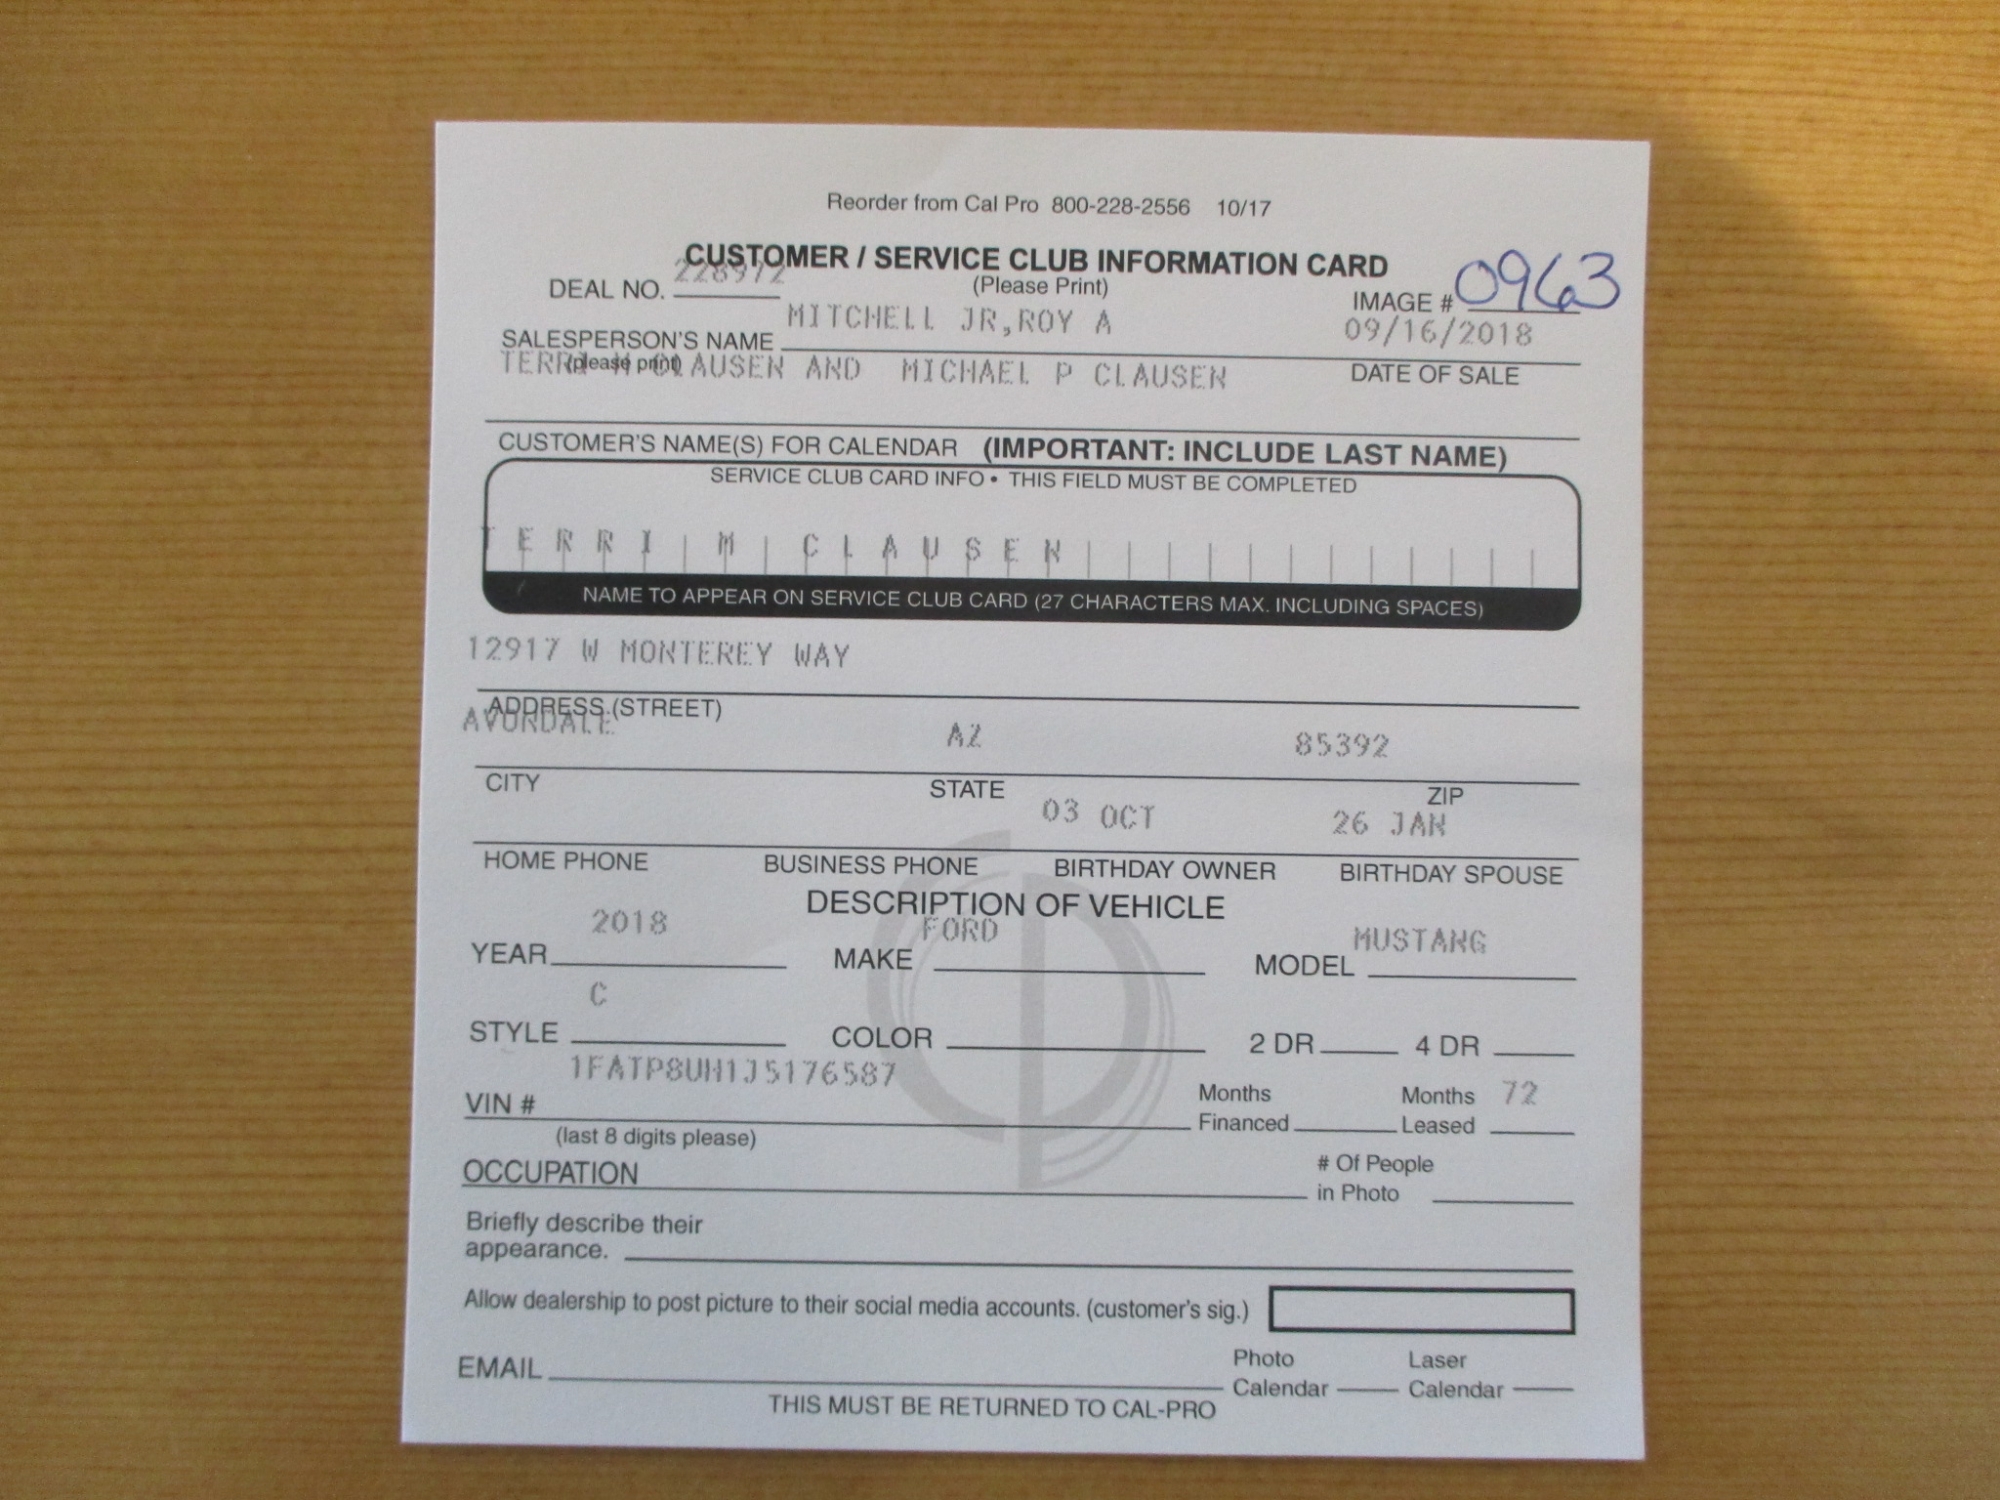 Reorder from Cal Pro 800-228-2556 10/17
CUSTOMER / SERVICE CLUB INFORMATION CARD
DEAL NO. 228972 (Please Print) IMAGE # 0963
SALESPERSON'S NAME MITCHELL JR,ROY A 09/16/2018
(please print) DATE OF SALE
TERRI M CLAUSEN AND MICHAEL P CLAUSEN
CUSTOMER'S NAME(S) FOR CALENDAR (IMPORTANT: INCLUDE LAST NAME)
SERVICE CLUB CARD INFO • THIS FIELD MUST BE COMPLETED
TERRI M CLAUSEN
NAME TO APPEAR ON SERVICE CLUB CARD (27 CHARACTERS MAX. INCLUDING SPACES)
12917 W MONTEREY WAY
ADDRESS (STREET)
AVONDALE AZ 85392
CITY STATE ZIP
03 OCT 26 JAN
HOME PHONE BUSINESS PHONE BIRTHDAY OWNER BIRTHDAY SPOUSE
DESCRIPTION OF VEHICLE
YEAR 2018 MAKE FORD MODEL MUSTANG
STYLE C COLOR 2 DR 4 DR
VIN # 1FATP8UH1J5176587 Months Financed Months Leased 72
(last 8 digits please)
OCCUPATION # Of People in Photo
Briefly describe their
appearance.
Allow dealership to post picture to their social media accounts. (customer's sig.)
EMAIL Photo Calendar Laser Calendar
THIS MUST BE RETURNED TO CAL-PRO